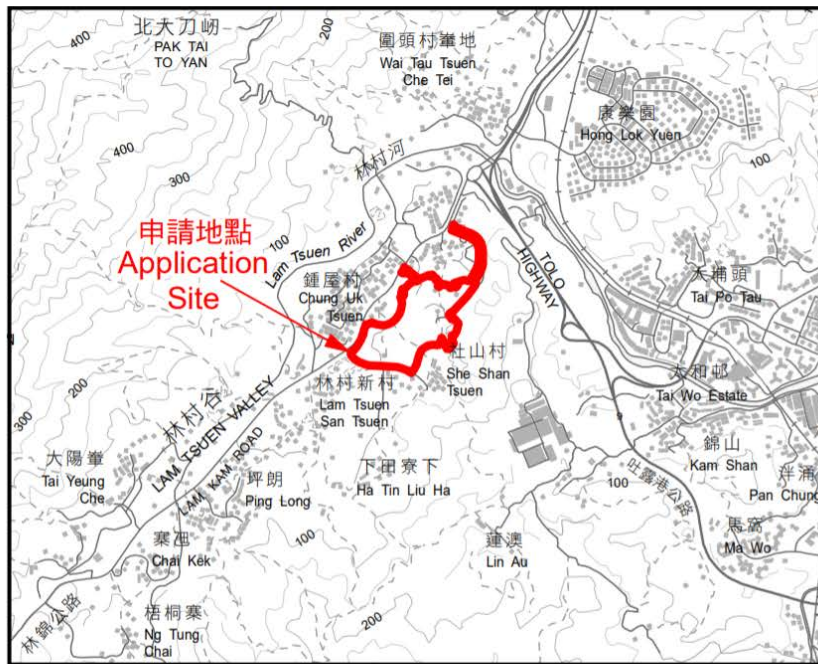 400
北大刀屻
PAK TAI
TO YAN
200
圍頭村輋地
Wai Tau Tsuen
Che Tei
康樂園
Hong Lok Yuen
100
400
300
林村河
申請地點
Application
Site
100
Lam Tsuen River
鍾屋村
Chung Uk
Tsuen
TOLO
HIGHWAY
大埔頭
Tai Po Tau
社山村
She Shan
Tsuen
太和邨
Tai Wo Estate
林村新村
Lam Tsuen
San Tsuen
200
300
林村谷
LAM TSUEN VALLEY
LAM KAM ROAD
9
錦山
Kam Shan
大陽輋
Tai Yeung
Che
坪朗
Ping Long
下田寮下
Ha Tin Liu Ha
吐露港公路
100
泮涌
Pan Chung
寨乪
Chai Kek
100
蓮澳
Lin Au
馬窩
Ma Wo
林錦公路
梧桐寨
Ng Tung
Chai
200